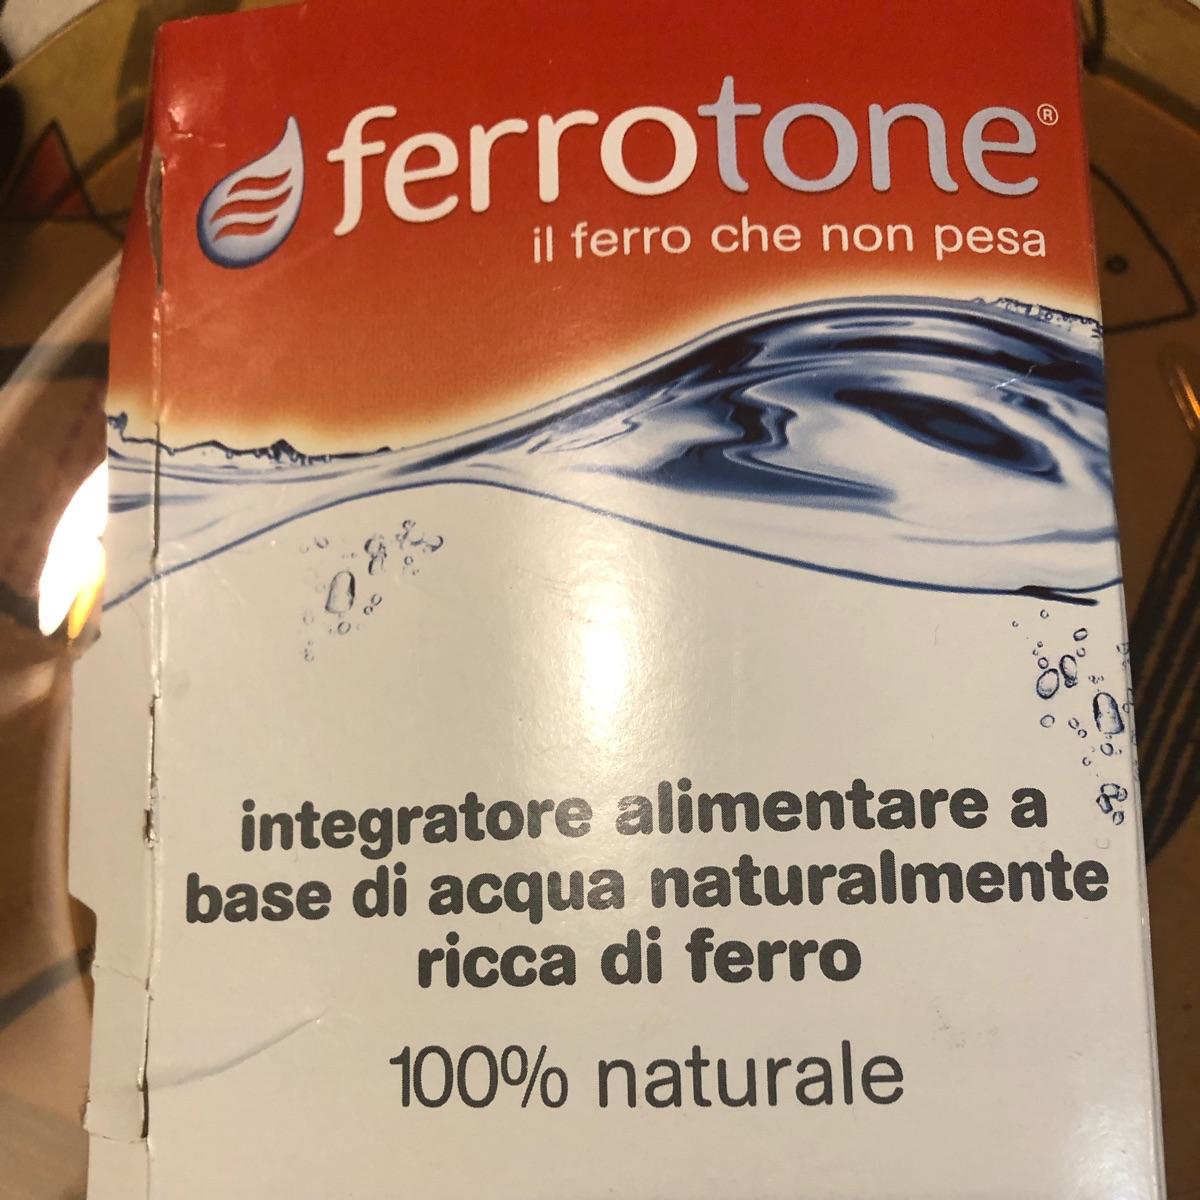 ferrotone®
il ferro che non pesa
integratore alimentare a
base di acqua naturalmente
ricca di ferro
100% naturale